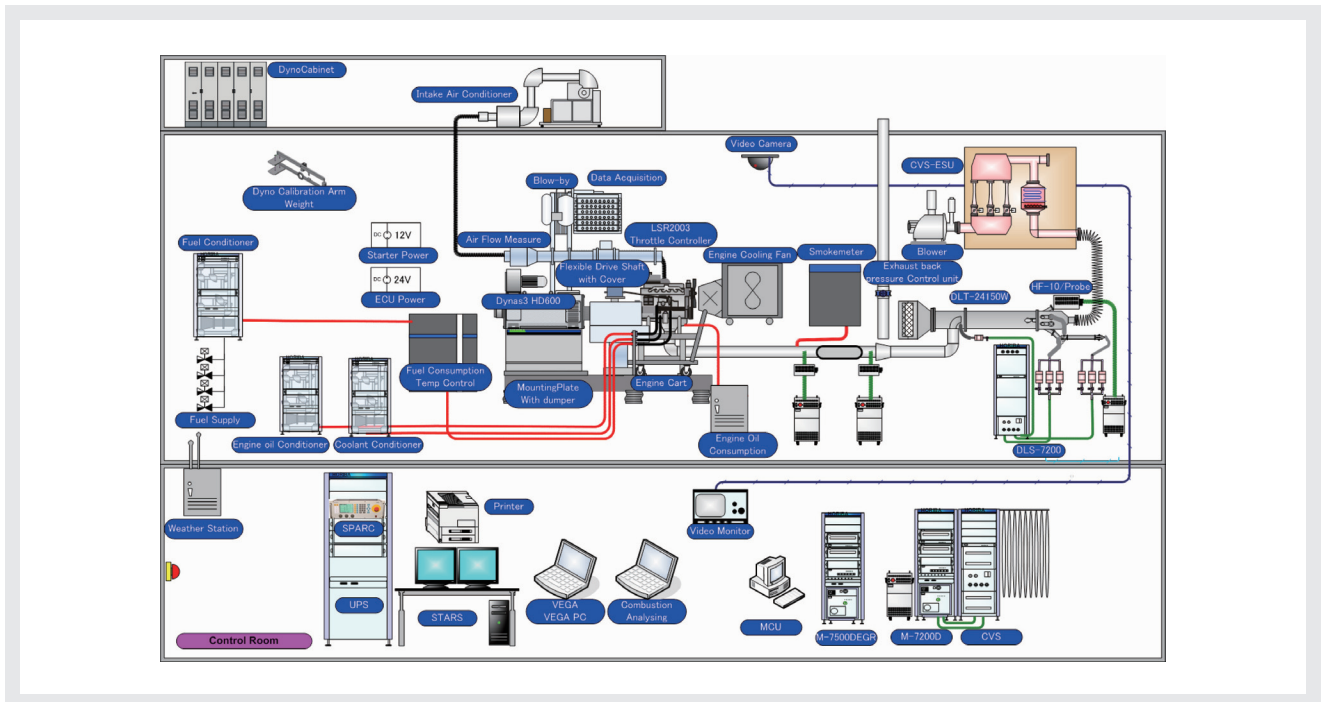 DynoCabinet
Intake Air Conditioner
Video Camera
CVS-ESU
Dyno Calibration Arm
Weight
Blow-by
Data Acquisition
DC 12V
Starter Power
DC 24V
ECU Power
Fuel Conditioner
Air Flow Measure
LSR2003
Throttle Controller
Engine Cooling Fan
Smokemeter
Blower
Exhaust back
pressure Control unit
Flexible Drive Shaft
with Cover
Dynas3 HD600
DLT-24150W
HF-10/Probe
Fuel Consumption
Temp Control
MountingPlate
With dumper
Engine Cart
Fuel Supply
Engine oil Conditioner
Coolant Conditioner
Engine Oil
Consumption
DLS-7200
Weather Station
SPARC
Printer
Video Monitor
UPS
STARS
VEGA
VEGA PC
Combustion
Analysing
MCU
M-7500DEGR
M-7200D
CVS
Control Room